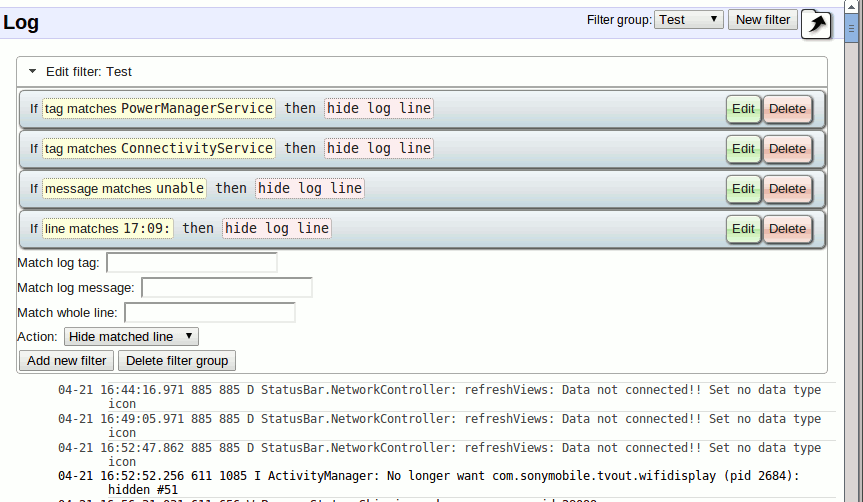 Log
Filter group: Test New filter
Edit filter: Test
If tag matches PowerManagerService then hide log line Edit Delete
If tag matches ConnectivityService then hide log line Edit Delete
If message matches unable then hide log line Edit Delete
If line matches 17:09: then hide log line Edit Delete
Match log tag:
Match log message:
Match whole line:
Action: Hide matched line
Add new filter Delete filter group
04-21 16:44:16.971 885 885 D StatusBar.NetworkController: refreshViews: Data not connected!! Set no data type
icon
04-21 16:49:05.971 885 885 D StatusBar.NetworkController: refreshViews: Data not connected!! Set no data type
icon
04-21 16:52:47.862 885 885 D StatusBar.NetworkController: refreshViews: Data not connected!! Set no data type
icon
04-21 16:52:52.256 611 1085 I ActivityManager: No longer want com.sonymobile.tvout.wifidisplay (pid 2684):
hidden #51